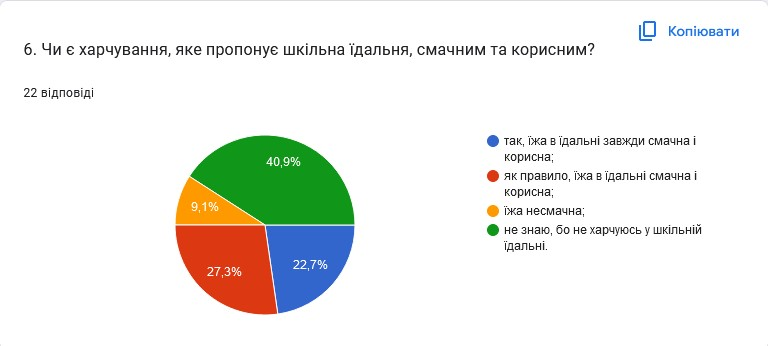 Копіювати
6. Чи є харчування, яке пропонує шкільна їдальня, смачним та корисним?
22 відповіді
40,9%
9,1%
27,3%
22,7%
так, їжа в їдальні завжди смачна і
корисна;
як правило, їжа в їдальні смачна і
корисна;
їжа несмачна;
не знаю, бо не харчуюсь у шкільній
їдальні.